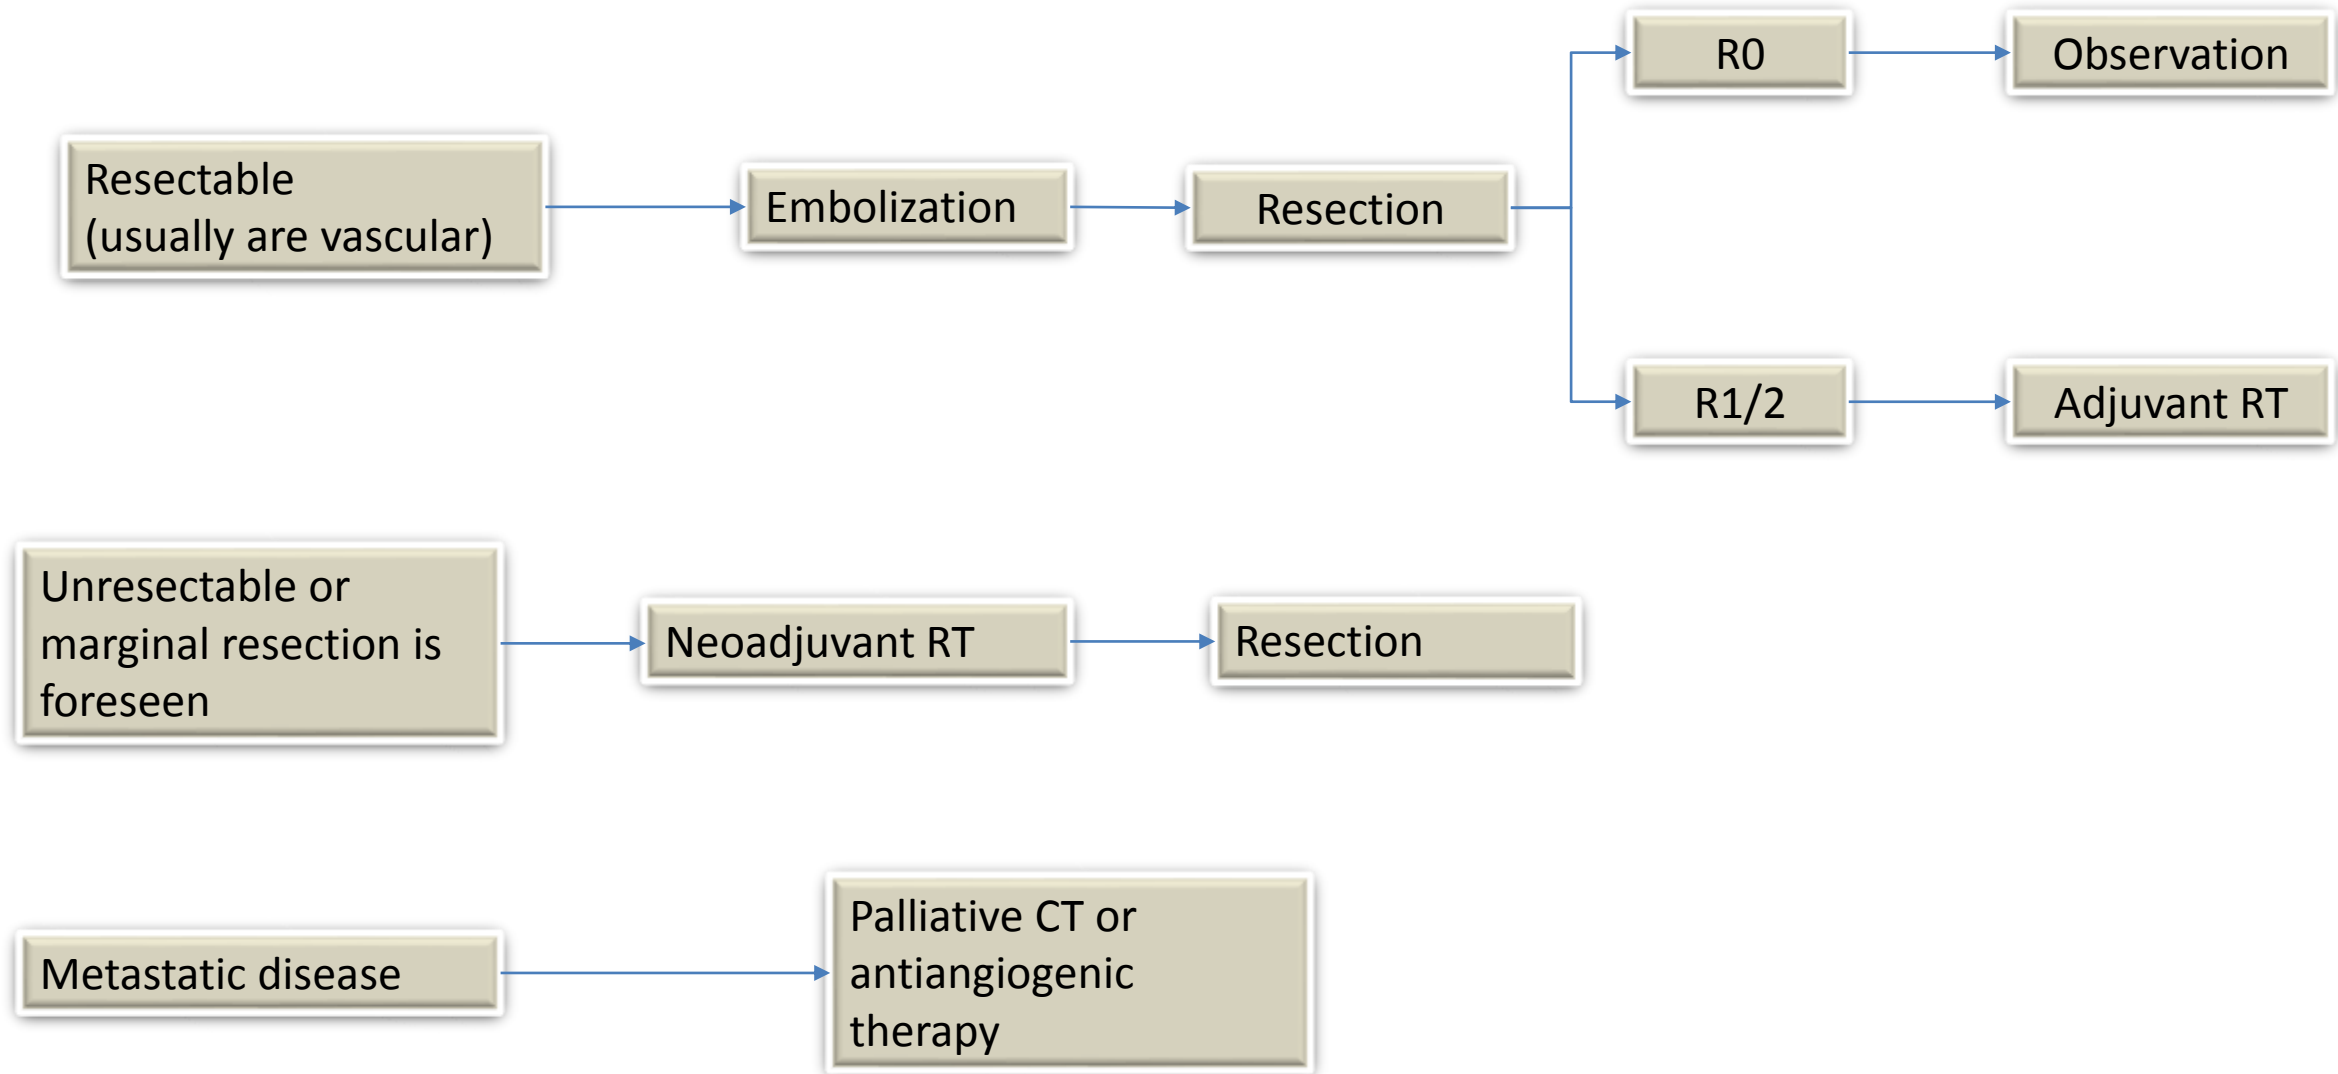 R0
Observation
Resectable
(usually are vascular)
Embolization
Resection
R1/2
Adjuvant RT
Unresectable or
marginal resection is
foreseen
Neoadjuvant RT
Resection
Metastatic disease
Palliative CT or
antiangiogenic
therapy